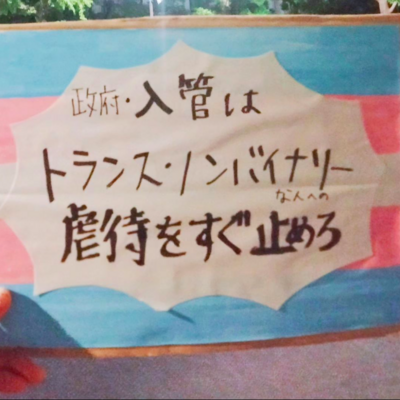 政府・入管は
トランス・ノンバイナリー
な人への
虐待をすぐ止めろ